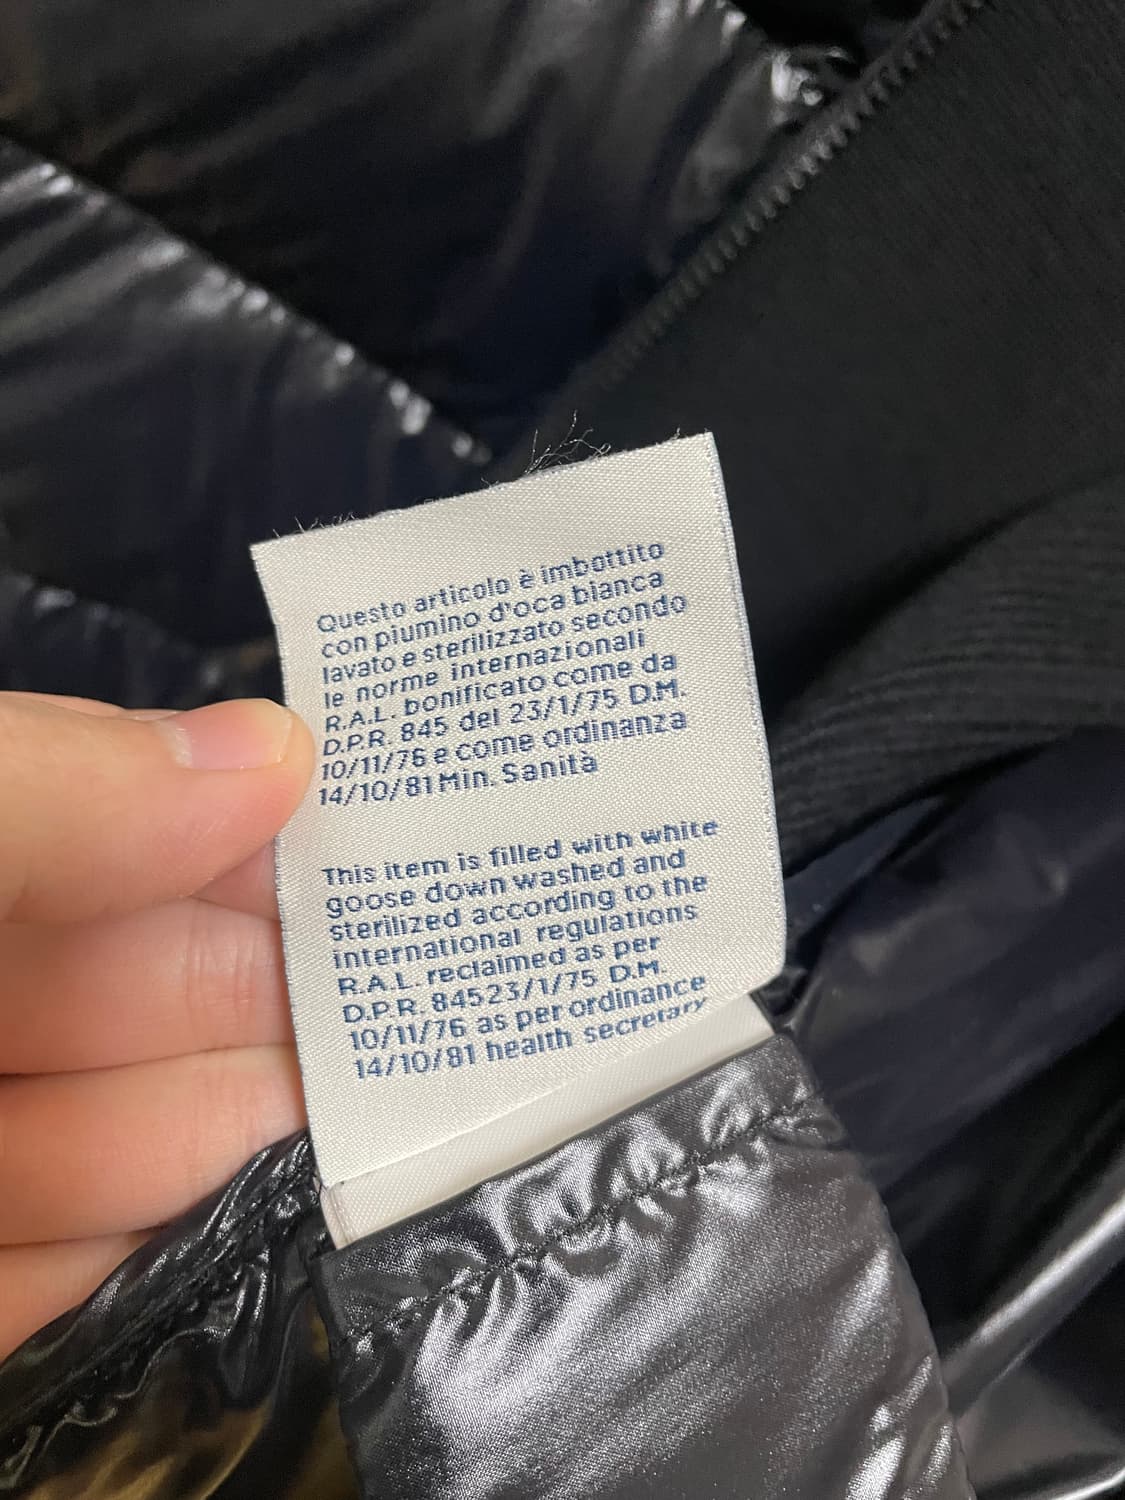 Questo articolo è imbottito
con piumino d'oca bianca
lavato e sterilizzato secondo
le norme internazionali
R.A.L. bonificato come da
D.P.R. 845 del 23/1/75 D.M.
10/11/76 e come ordinanza
14/10/81 Min. Sanità
This item is filled with white
goose down washed and
sterilized according to the
international regulations
R.A.L. reclaimed as per
D.P.R. 84523/1/75 D.M.
10/11/76 as per ordinance
14/10/81 health secretary